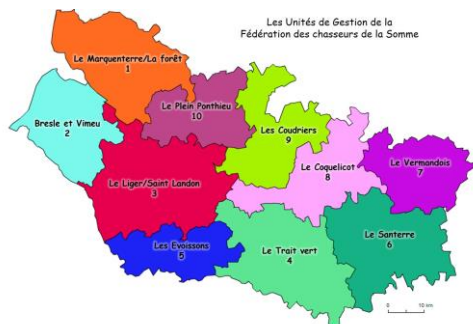 Les Unités de Gestion de la
Fédération des chasseurs de la Somme
Le Marquenterre/La forêt
1
Le Plein Ponthieu
10
Bresle et Vimeu
2
Les Coudriers
9
Le Vermandois
7
Le Coquelicot
8
Le Liger/Saint Landon
3
Le Santerre
6
Les Evoissons
5
Le Trait vert
4
0 10 km